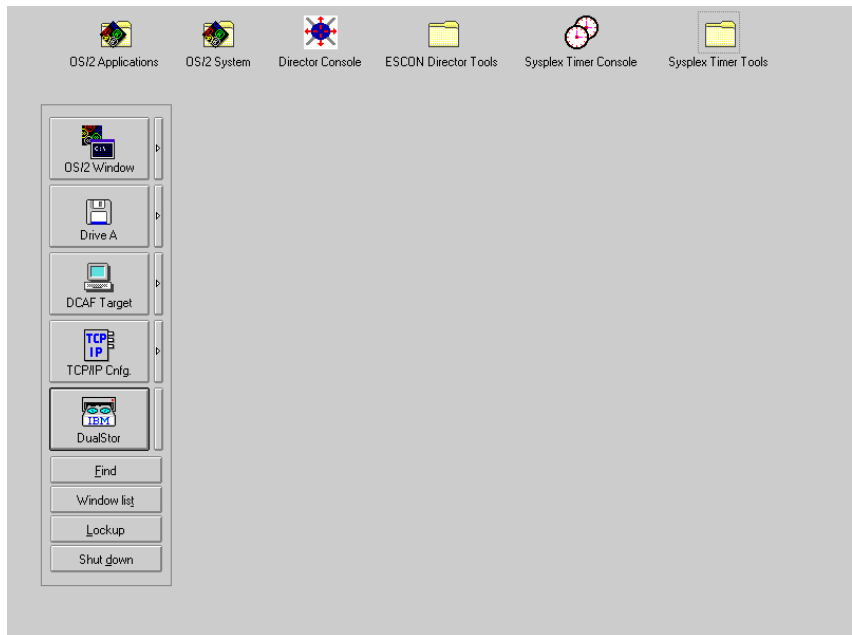 OS/2 Applications
OS/2 System
Director Console
ESCON Director Tools
Sysplex Timer Console
Sysplex Timer Tools
C:\
OS/2 Window
Drive A
DCAF Target
TCP
IP
TCP/IP Cnfg.
IBM
DualStor
Find
Window list
Lockup
Shut down